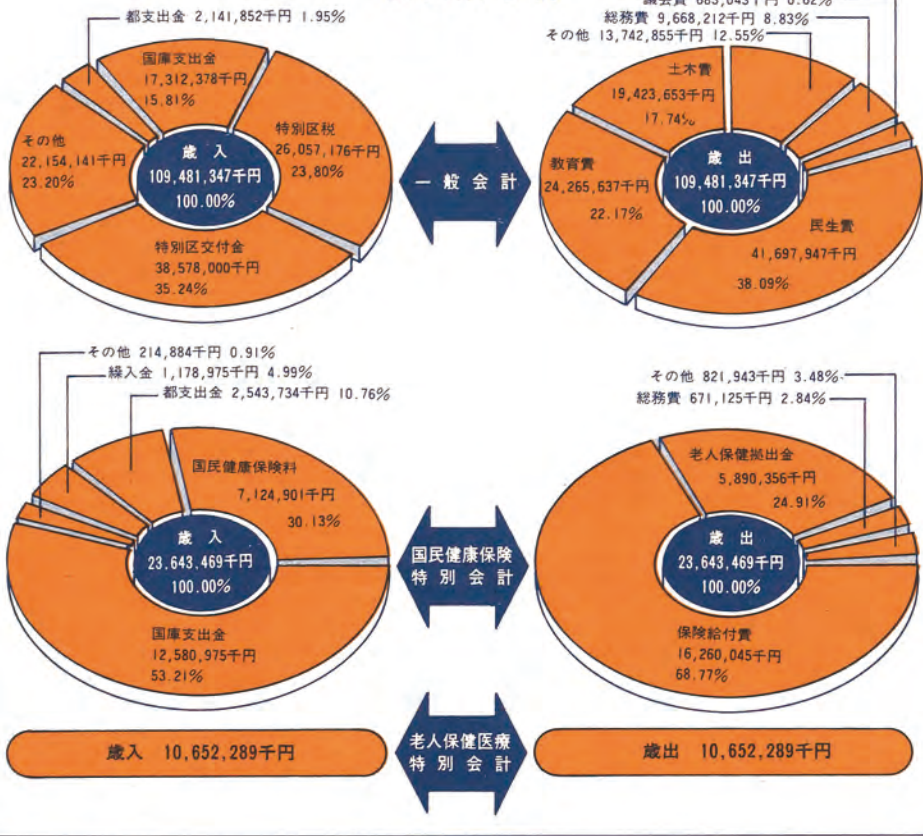 都支出金 2,141,852千円 1.95%
国庫支出金
17,312,378千円
15.81%
特別区税
26,057,176千円
23,80%
その他
22,154,141千円
23.20%
特別区交付金
38,578,000千円
35.24%
歳入
109,481,347千円
100.00%
一般会計
議会費 683,043千円 0.62%
総務費 9,668,212千円 8.83%
その他 13,742,855千円 12.55%
土木費
19,423,653千円
17.74%
教育費
24,265,637千円
22.17%
民生費
41,697,947千円
38.09%
歳出
109,481,347千円
100.00%
その他 214,884千円 0.91%
繰入金 1,178,975千円 4.99%
都支出金 2,543,734千円 10.76%
国民健康保険料
7,124,901千円
30.13%
歳入
23,643,469千円
100.00%
国庫支出金
12,580,975千円
53.21%
国民健康保険
特別会計
その他 821,943千円 3.48%
総務費 671,125千円 2.84%
老人保健拠出金
5,890,356千円
24.91%
歳出
23,643,469千円
100.00%
保険給付費
16,260,045千円
68.77%
歳入 10,652,289千円
老人保健医療
特別会計
歳出 10,652,289千円